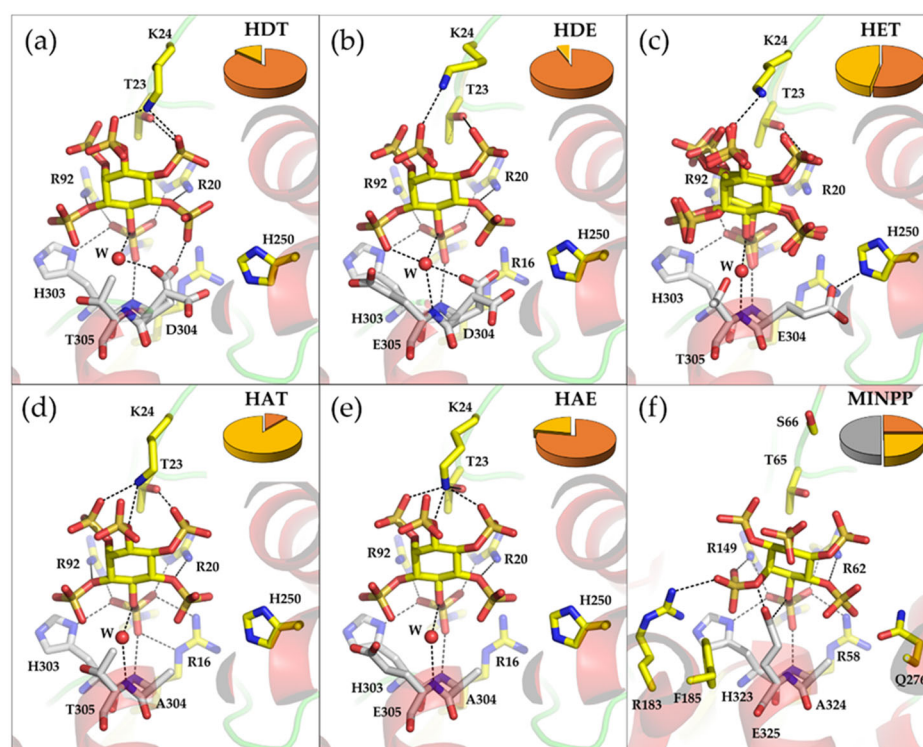 (a)
HDT
K24
T23
R92
R20
W
H250
H303
T305
D304
(b)
HDE
K24
T23
R92
R20
W
H250
R16
H303
E305
D304
(c)
HET
K24
T23
R92
R20
W
H250
H303
T305
E304
(d)
HAT
K24
T23
R92
R20
W
H250
H303
R16
T305
A304
(e)
HAE
K24
T23
R92
R20
W
H250
H303
R16
E305
A304
(f)
MINPP
S66
T65
R149
R62
R58
R183
F185
H323
A324
E325
Q276